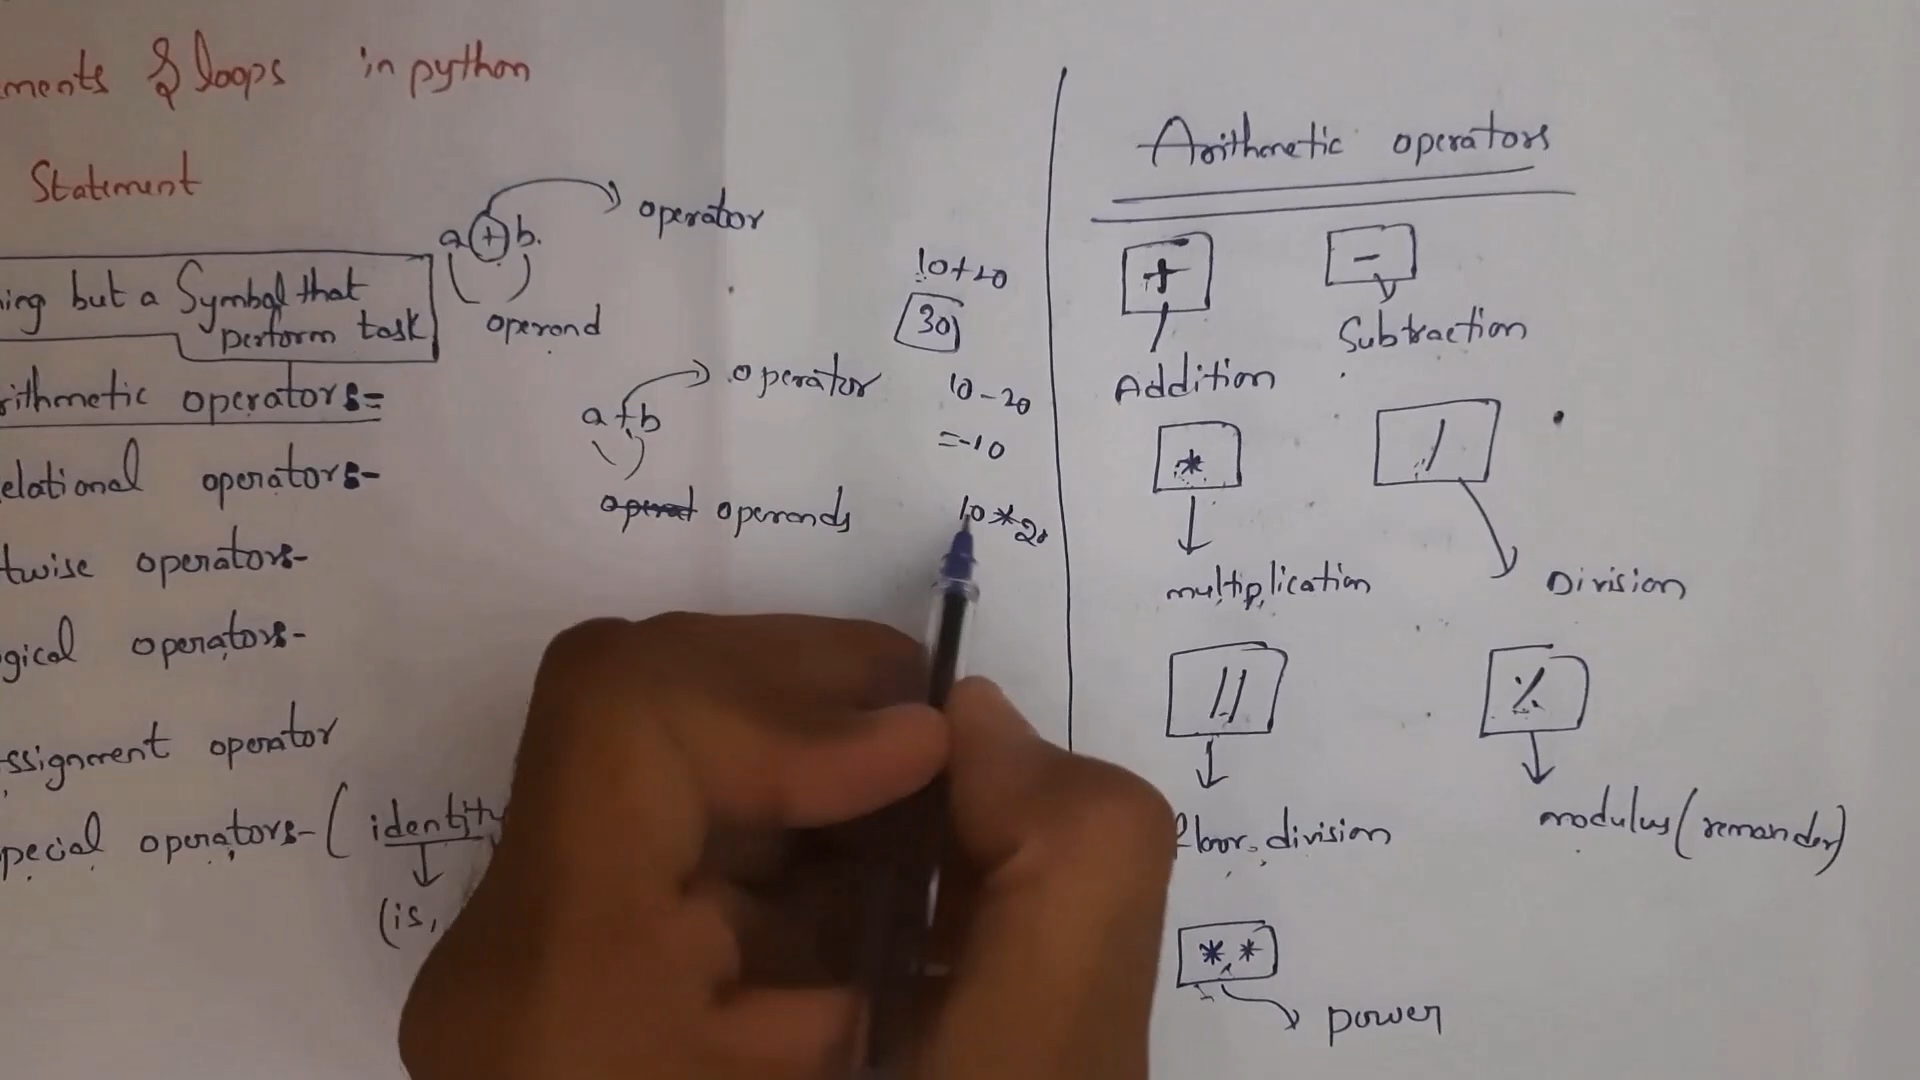 ments & loops in python
Statement
a + b.
operator
ing but a Symbol that
perform task
operand
rithmetic operators=
elational operators-
twise operators-
gical operators-
ssignment operator
pecial operators- ( identity
(is,
a+b
operator
operands
10+20
30
10-20
=-10
10*20
Arithmetic operators
+
-
Addition
Subtraction
*
/
multiplication
Division
//
%
floor division
modulus (remander)
**
power